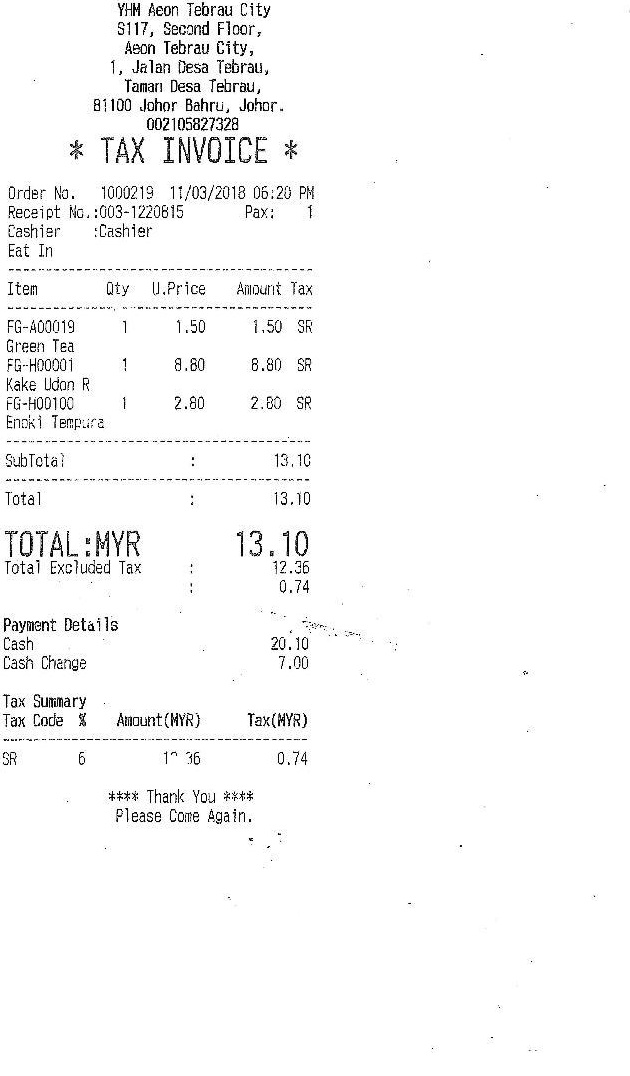 YHM Aeon Tebrau City
S117, Second Floor,
Aeon Tebrau City,
1, Jalan Desa Tebrau,
Taman Desa Tebrau,
81100 Johor Bahru, Johor.
002105827328
* TAX INVOICE *
Order No. 1000219 11/03/2018 06:20 PM
Receipt No.:003-1220815 Pax: 1
Cashier :Cashier
Eat In
Item Qty U.Price Amount Tax
FG-A00019 1 1.50 1.50 SR
Green Tea
FG-H00001 1 8.80 8.80 SR
Kake Udon R
FG-H00100 1 2.80 2.80 SR
Enoki Tempura
SubTotal : 13.10
Total : 13.10
TOTAL:MYR 13.10
Total Excluded Tax : 12.36
: 0.74
Payment Details
Cash 20.10
Cash Change 7.00
Tax Summary
Tax Code % Amount(MYR) Tax(MYR)
SR 6 0.74
**** Thank You ****
Please Come Again.